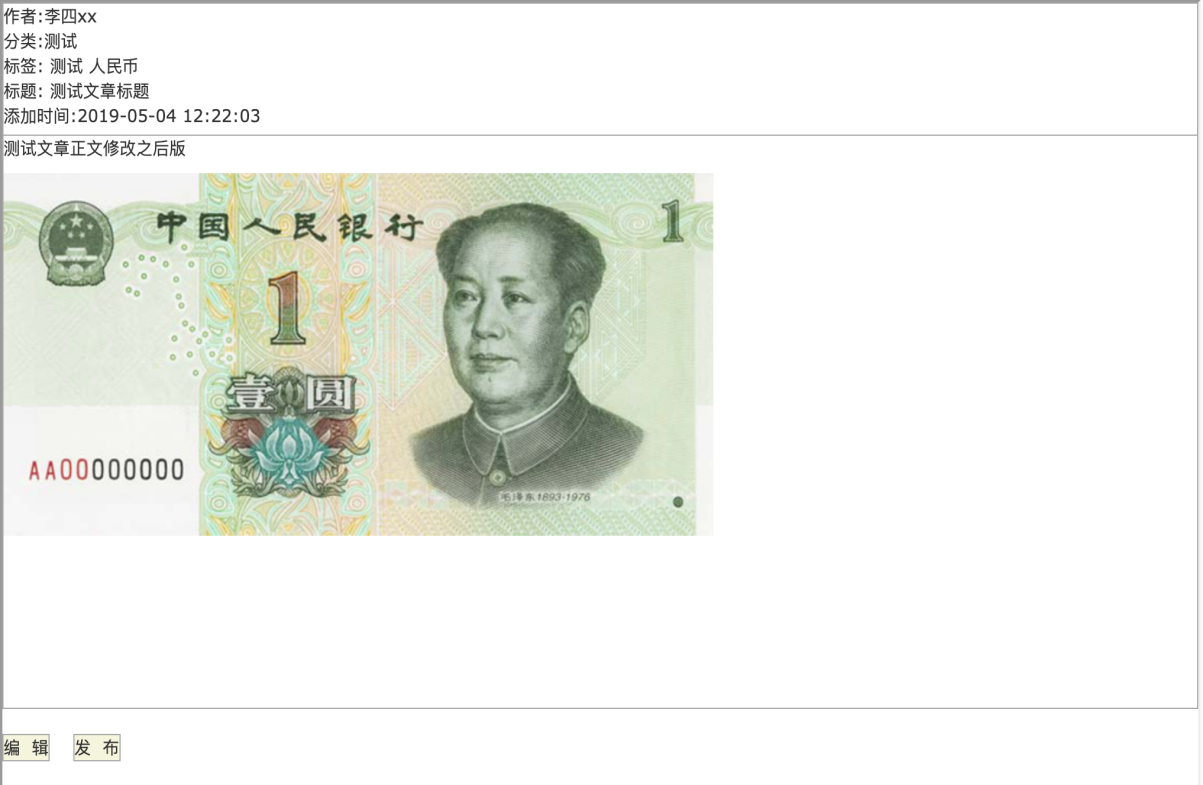 作者:李四xx
分类:测试
标签: 测试 人民币
标题: 测试文章标题
添加时间:2019-05-04 12:22:03
测试文章正文修改之后版
中国人民银行
1
1
壹圆
AA00000000
毛泽东1893-1976
编 辑
发 布